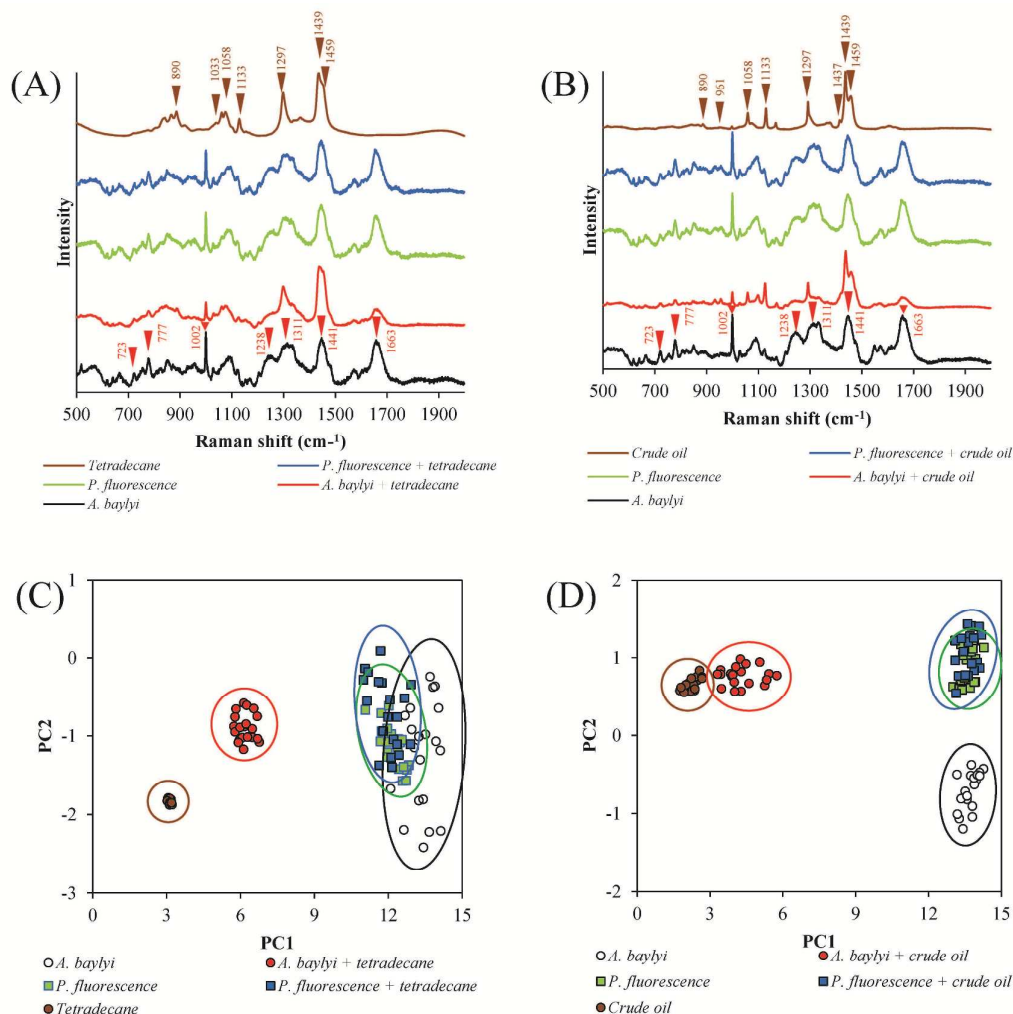 (A)
890
1033
1058
1133
1297
1439
1459
Intensity
723
777
1002
1238
1311
1441
1663
500 700 900 1100 1300 1500 1700 1900
Raman shift (cm-1)
Tetradecane
P. fluorescence + tetradecane
P. fluorescence
A. baylyi + tetradecane
A. baylyi
(B)
890
961
1058
1133
1297
1437
1439
1459
Intensity
723
777
1002
1238
1311
1441
1663
500 700 900 1100 1300 1500 1700 1900
Raman shift (cm-1)
Crude oil
P. fluorescence + crude oil
P. fluorescence
A. baylyi + crude oil
A. baylyi
(C)
1
0
-1
-2
-3
PC2
0 3 6 9 12 15
PC1
A. baylyi
A. baylyi + tetradecane
P. fluorescence
P. fluorescence + tetradecane
Tetradecane
(D)
2
1
0
-1
-2
PC2
0 3 6 9 12 15
PC1
A. baylyi
A. baylyi + crude oil
P. fluorescence
P. fluorescence + crude oil
Crude oil